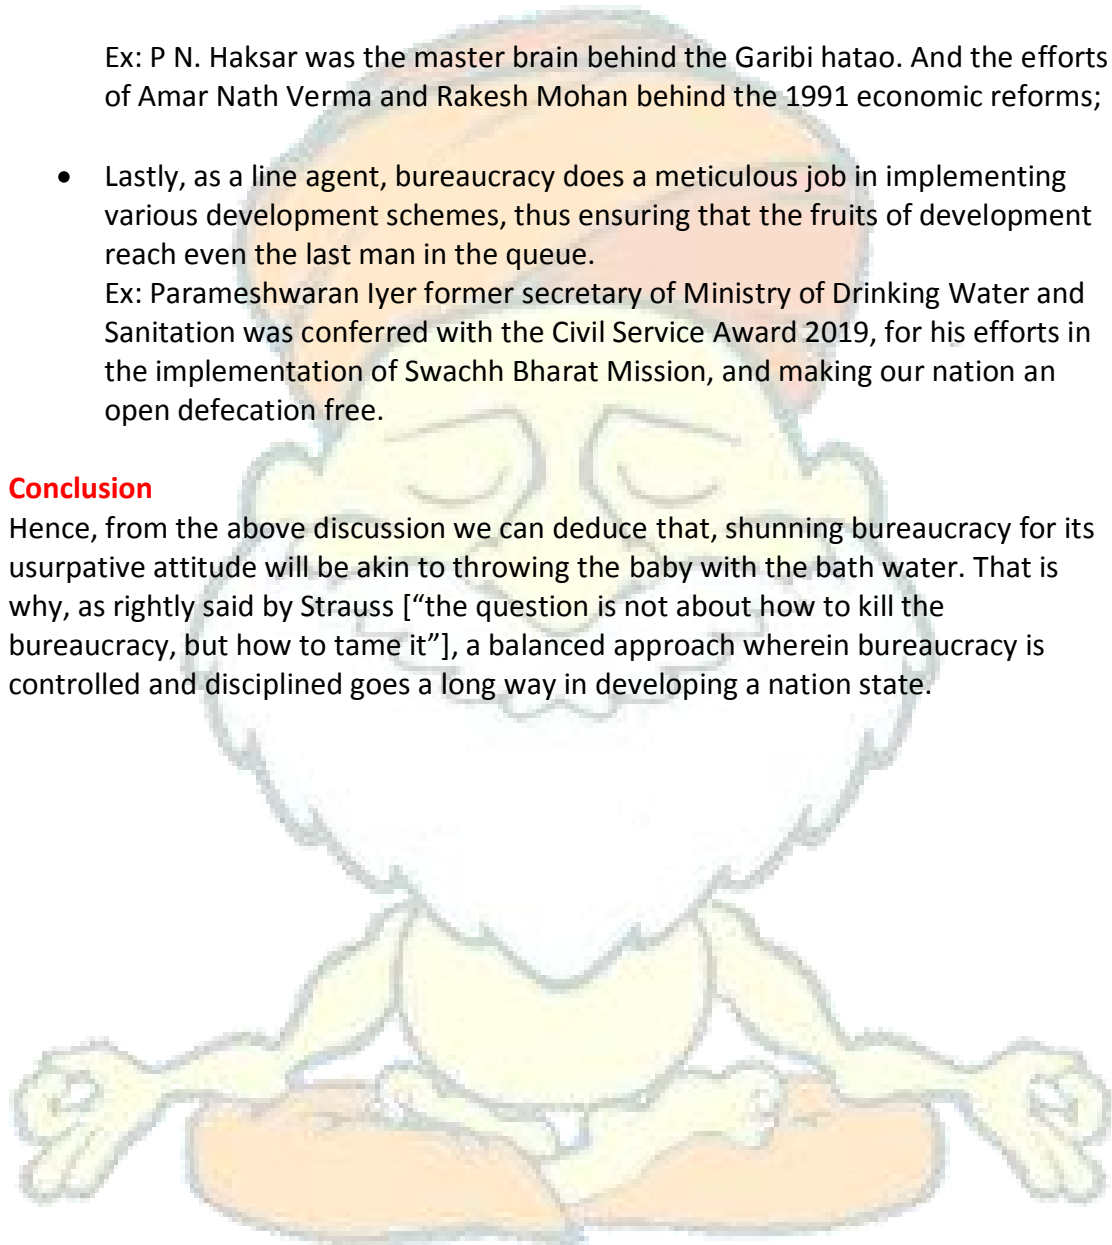 Ex: P N. Haksar was the master brain behind the Garibi hatao. And the efforts
of Amar Nath Verma and Rakesh Mohan behind the 1991 economic reforms;
• Lastly, as a line agent, bureaucracy does a meticulous job in implementing
various development schemes, thus ensuring that the fruits of development
reach even the last man in the queue.
Ex: Parameshwaran Iyer former secretary of Ministry of Drinking Water and
Sanitation was conferred with the Civil Service Award 2019, for his efforts in
the implementation of Swachh Bharat Mission, and making our nation an
open defecation free.
Conclusion
Hence, from the above discussion we can deduce that, shunning bureaucracy for its
usurpative attitude will be akin to throwing the baby with the bath water. That is
why, as rightly said by Strauss [“the question is not about how to kill the
bureaucracy, but how to tame it”], a balanced approach wherein bureaucracy is
controlled and disciplined goes a long way in developing a nation state.